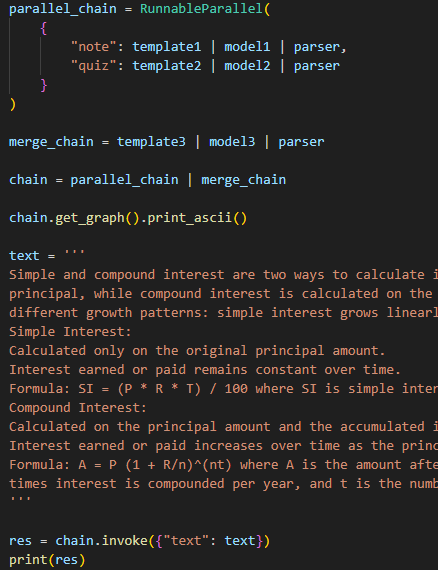 parallel_chain = RunnableParallel(
    {
        "note": template1 | model1 | parser,
        "quiz": template2 | model2 | parser
    }
)
merge_chain = template3 | model3 | parser
chain = parallel_chain | merge_chain
chain.get_graph().print_ascii()
text = '''
Simple and compound interest are two ways to calculate
principal, while compound interest is calculated on the
different growth patterns: simple interest grows
Simple Interest:
Calculated only on the original principal amount.
Interest earned or paid remains constant over time.
Formula: SI = (P * R * T) / 100 where SI is simple
Compound Interest:
Calculated on the principal amount and the accumulated
Interest earned or paid increases over time as the
Formula: A = P (1 + R/n)^(nt) where A is the amount
times interest is compounded per year, and t is the
'''
res = chain.invoke({"text": text})
print(res)